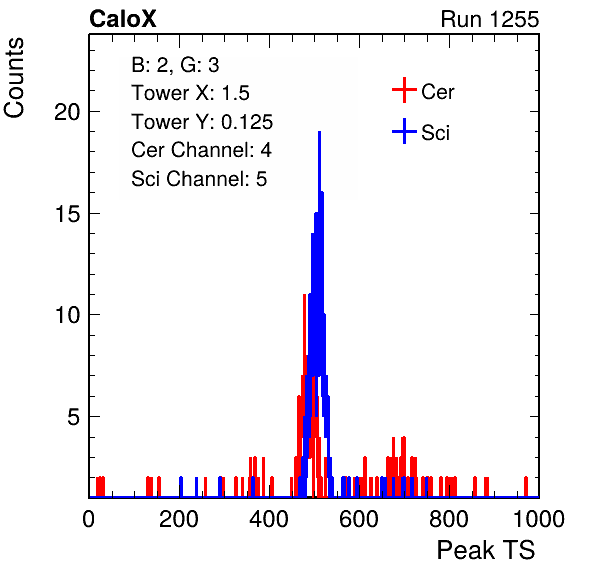 CaloX Run 1255
Counts
B: 2, G: 3
Tower X: 1.5
Tower Y: 0.125
Cer Channel: 4
Sci Channel: 5
Cer
Sci
20
15
10
5
0 200 400 600 800 1000
Peak TS